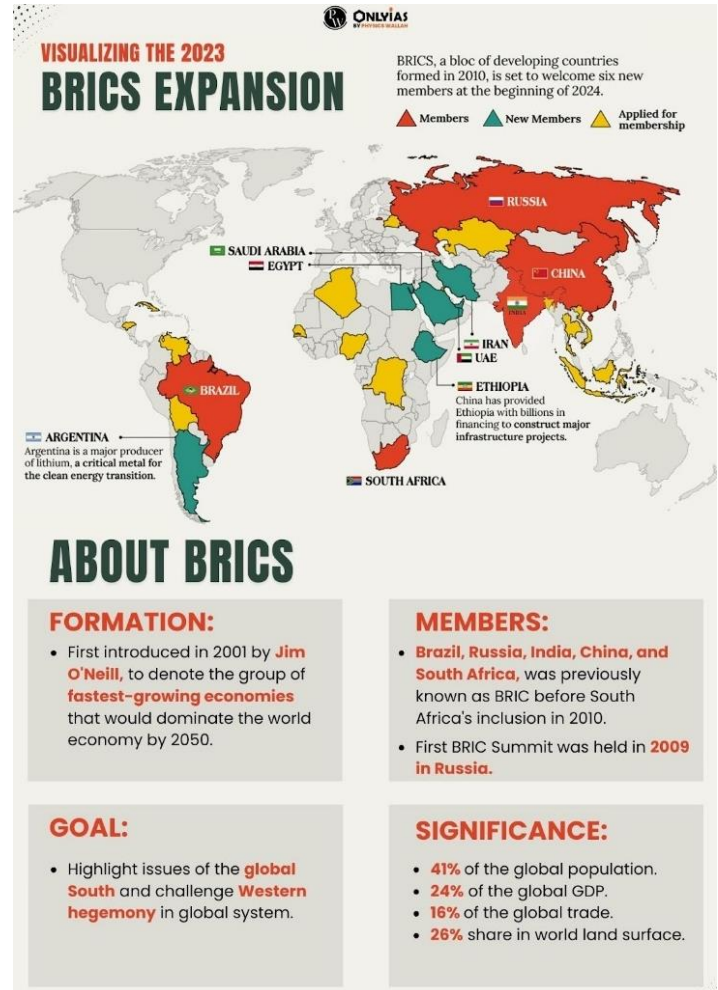 PW ONLYIAS
BY PHYSICS WALLAH
VISUALIZING THE 2023
BRICS EXPANSION
BRICS, a bloc of developing countries
formed in 2010, is set to welcome six new
members at the beginning of 2024.
Members New Members Applied for
membership
RUSSIA
SAUDI ARABIA
EGYPT
CHINA
INDIA
IRAN
UAE
BRAZIL
ETHIOPIA
China has provided
Ethiopia with billions in
financing to construct major
infrastructure projects.
ARGENTINA
Argentina is a major producer
of lithium, a critical metal for
the clean energy transition.
SOUTH AFRICA
ABOUT BRICS
FORMATION:
• First introduced in 2001 by Jim
O'Neill, to denote the group of
fastest-growing economies
that would dominate the world
economy by 2050.
MEMBERS:
• Brazil, Russia, India, China, and
South Africa, was previously
known as BRIC before South
Africa's inclusion in 2010.
• First BRIC Summit was held in 2009
in Russia.
GOAL:
• Highlight issues of the global
South and challenge Western
hegemony in global system.
SIGNIFICANCE:
• 41% of the global population.
• 24% of the global GDP.
• 16% of the global trade.
• 26% share in world land surface.